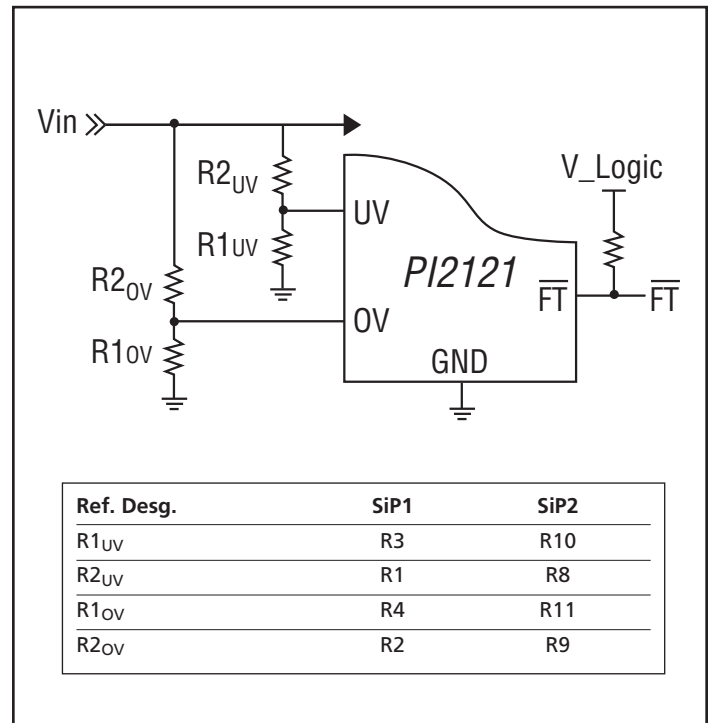 Vin
R2UV
V_Logic
UV
R1UV
PI2121
R2OV
FT FT
OV
R1OV
GND
Ref. Desg. SiP1 SiP2
R1UV R3 R10
R2UV R1 R8
R1OV R4 R11
R2OV R2 R9